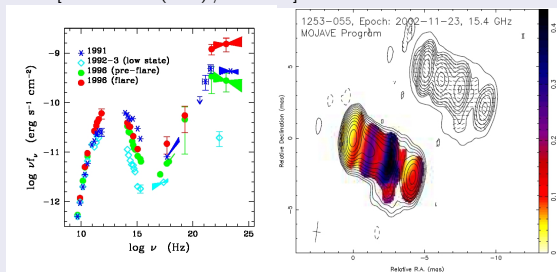 1991
1992-3 (low state)
1996 (pre-flare)
1996 (flare)
-9
-10
-11
-12
log νfν (erg s⁻¹ cm⁻²)
10
15
20
25
log ν (Hz)
1253-055, Epoch: 2002-11-23, 15.4 GHz
MOJAVE Program
5
0
-5
Relative Declination (mas)
0
-5
-10
Relative R.A. (mas)
0.4
0.3
0.2
0.1